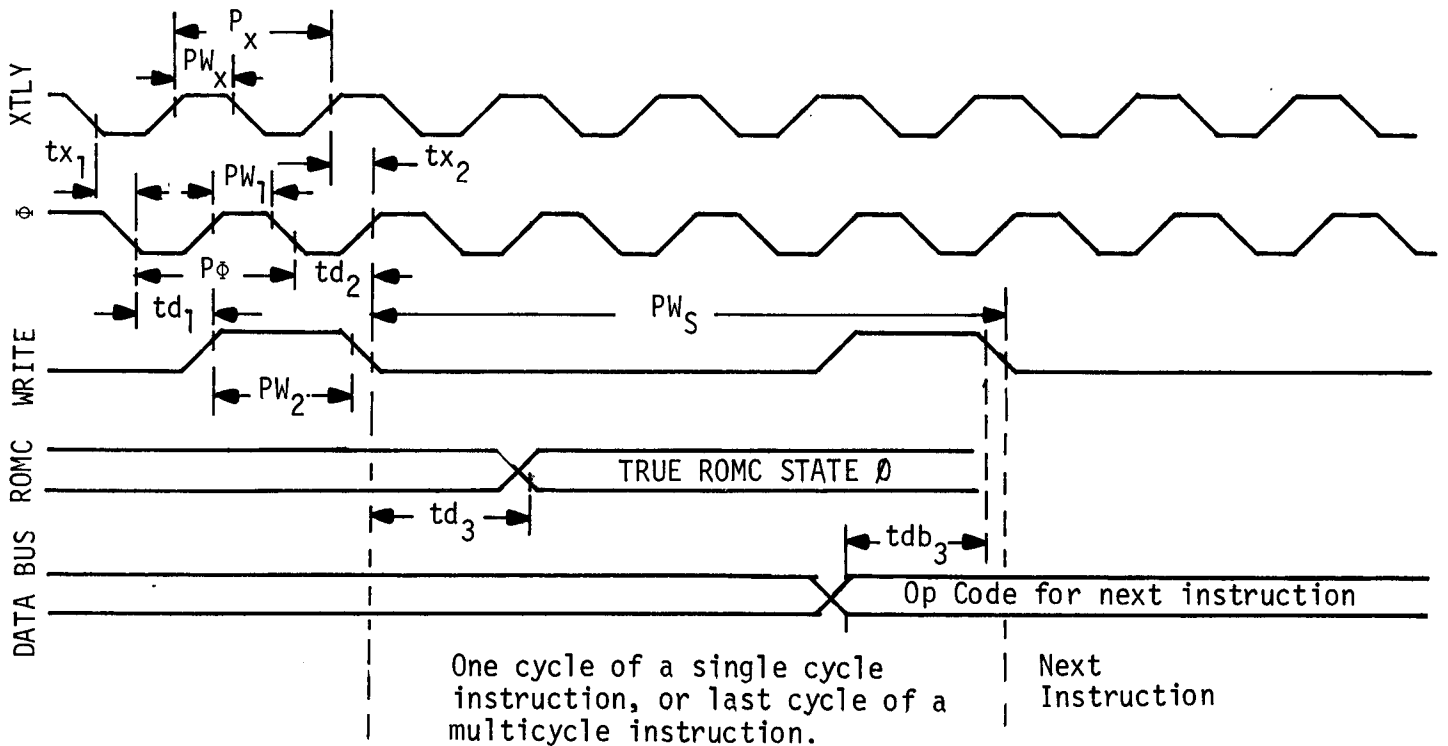 P
x
PW
x
XTLY
tx
1
tx
2
PW
1
Φ
PΦ
td
2
td
1
PW
S
WRITE
PW
2
ROMC
TRUE ROMC STATE Ø
td
3
tdb
3
DATA BUS
Op Code for next instruction
One cycle of a single cycle
instruction, or last cycle of a
multicycle instruction.
Next
Instruction